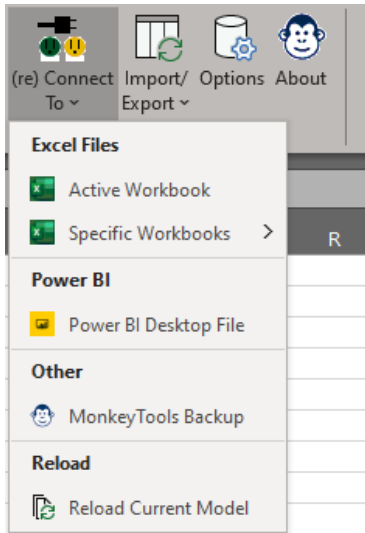 (re) Connect To
Import/ Export
Options
About
Excel Files
Active Workbook
Specific Workbooks
R
Power BI
Power BI Desktop File
Other
MonkeyTools Backup
Reload
Reload Current Model